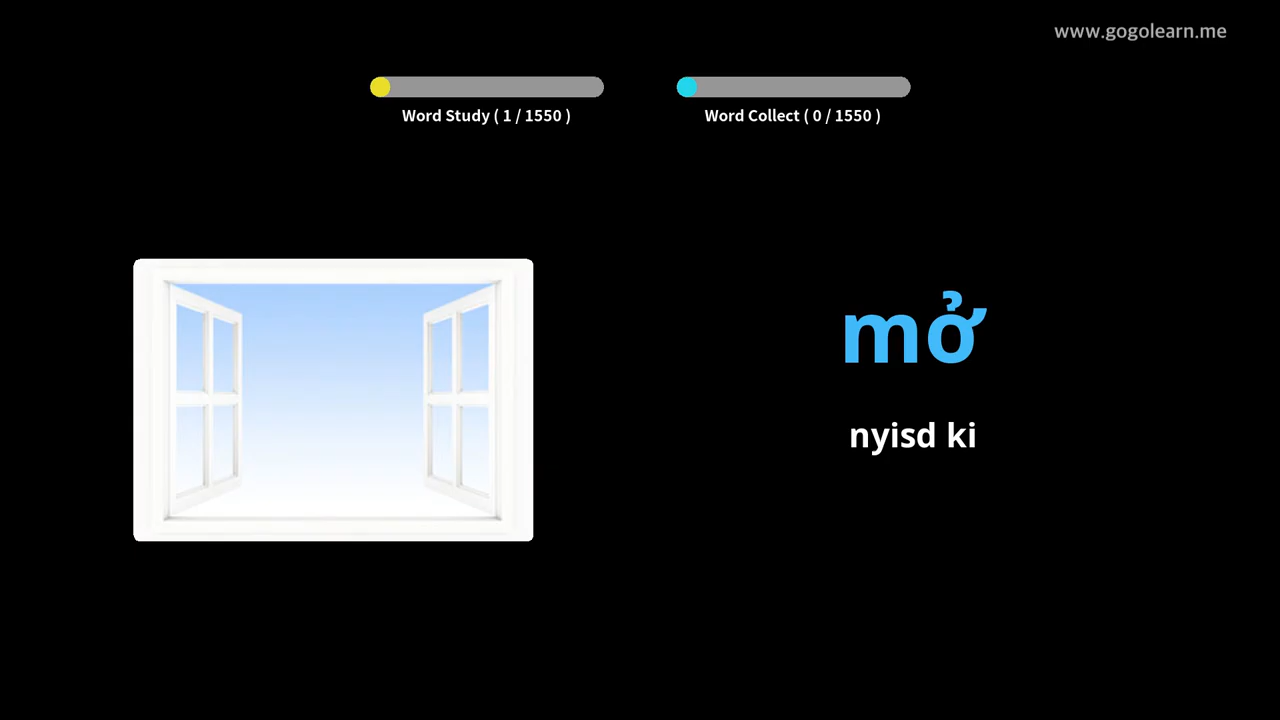 www.gogolearn.me
Word Study ( 1 / 1550 )
Word Collect ( 0 / 1550 )
mở
nyisd ki